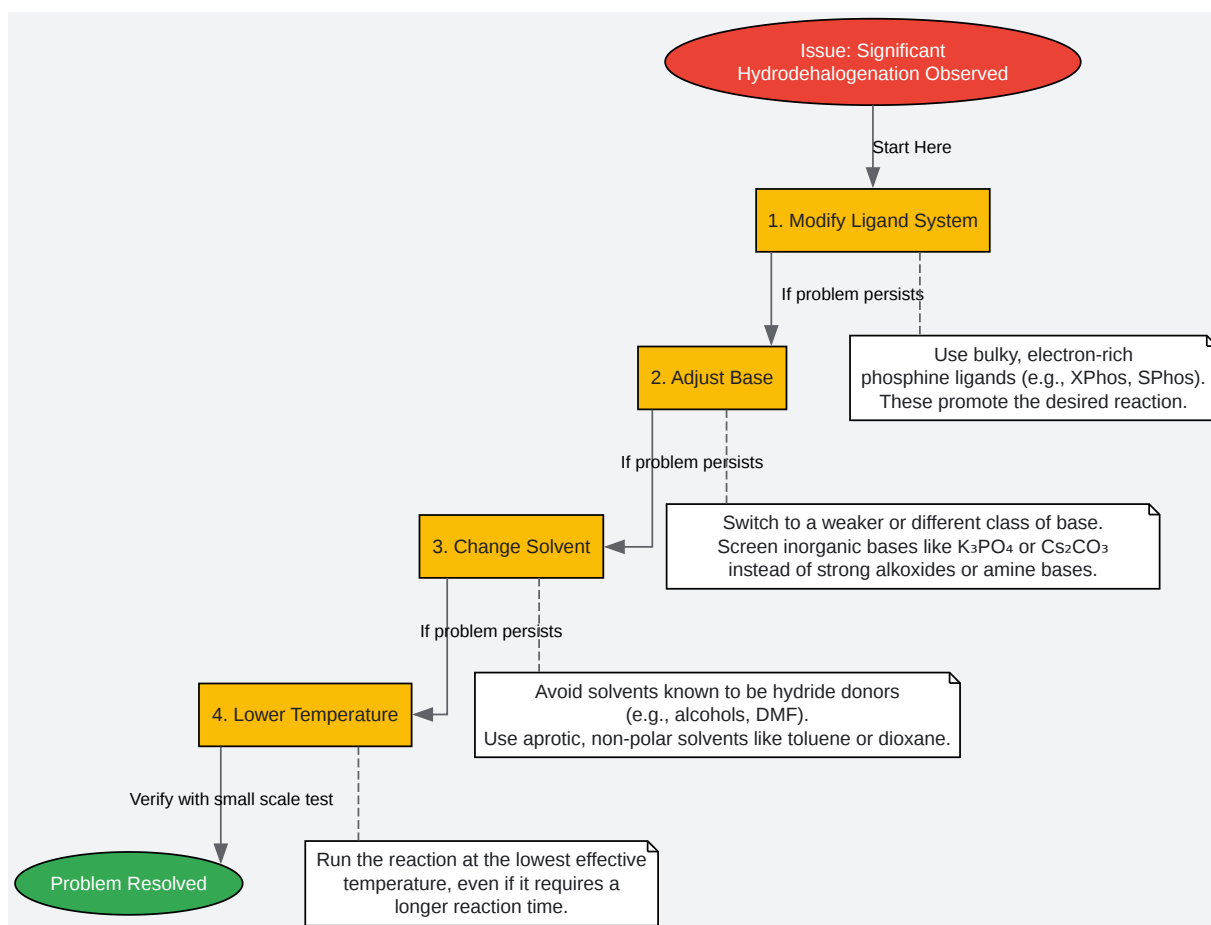 Issue: Significant
Hydrodehalogenation Observed
Start Here
1. Modify Ligand System
If problem persists
Use bulky, electron-rich
phosphine ligands (e.g., XPhos, SPhos).
These promote the desired reaction.
2. Adjust Base
If problem persists
Switch to a weaker or different class of base.
Screen inorganic bases like K₃PO₄ or Cs₂CO₃
instead of strong alkoxides or amine bases.
3. Change Solvent
If problem persists
Avoid solvents known to be hydride donors
(e.g., alcohols, DMF).
Use aprotic, non-polar solvents like toluene or dioxane.
4. Lower Temperature
Verify with small scale test
Run the reaction at the lowest effective
temperature, even if it requires a
longer reaction time.
Problem Resolved